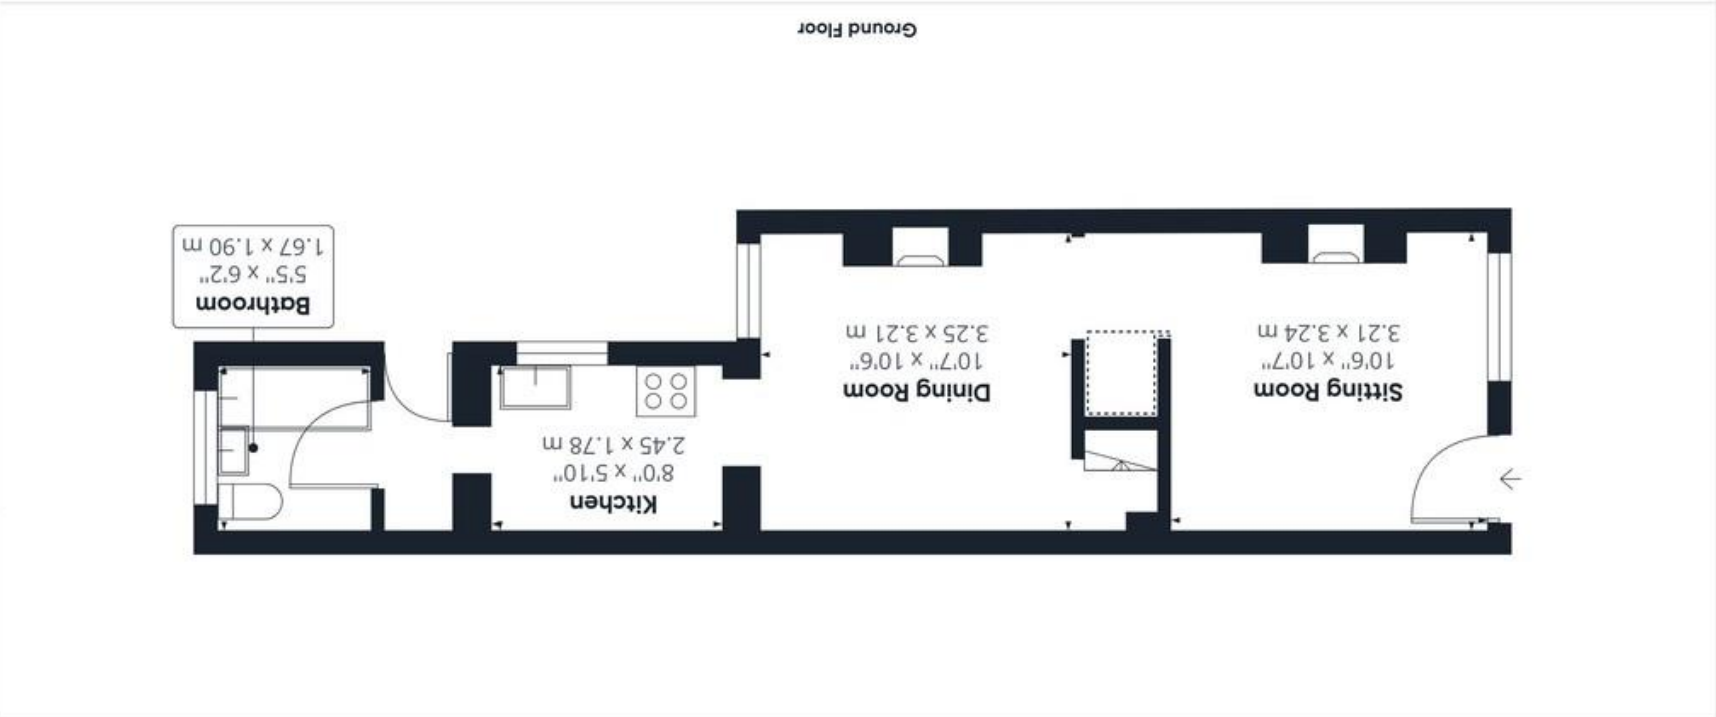 Sitting Room
10'6" x 10'7"
3.21 x 3.24 m
Dining Room
10'7" x 10'6"
3.25 x 3.21 m
Kitchen
8'0" x 5'10"
2.45 x 1.78 m
Bathroom
5'5" x 6'2"
1.67 x 1.90 m
Ground Floor